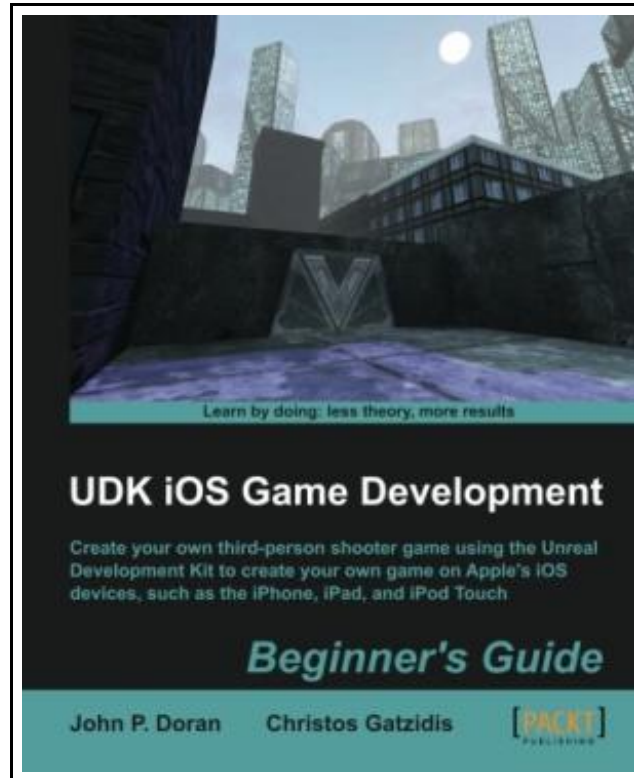 Learn by doing: less theory, more results
UDK iOS Game Development
Create your own third-person shooter game using the Unreal
Development Kit to create your own game on Apple's iOS
devices, such as the iPhone, iPad, and iPod Touch
Beginner's Guide
John P. Doran Christos Gatzidis [PACKT]
PUBLISHING